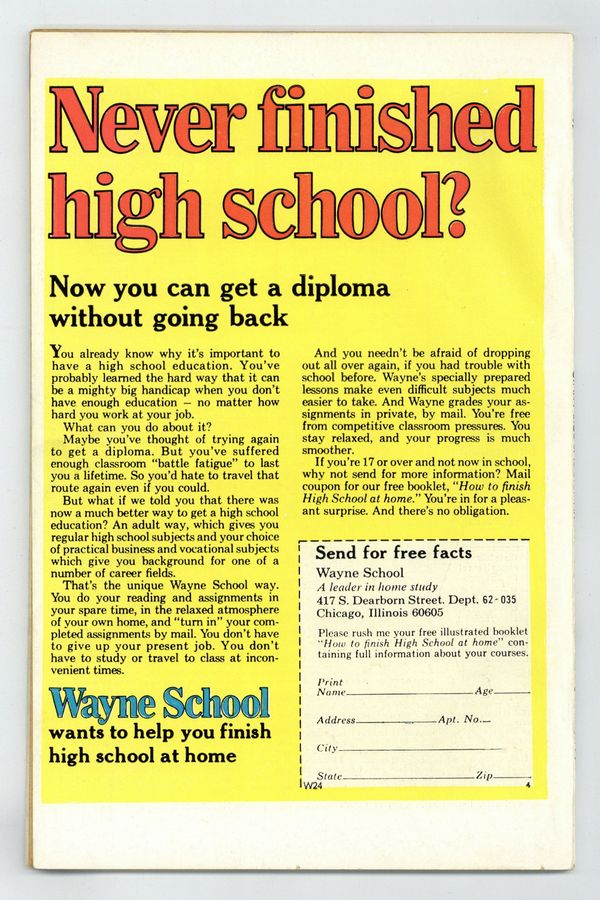 Never finished
high school?
Now you can get a diploma
without going back
You already know why it's important to
have a high school education. You've
probably learned the hard way that it can
be a mighty big handicap when you don't
have enough education — no matter how
hard you work at your job.
What can you do about it?
Maybe you've thought of trying again
to get a diploma. But you've suffered
enough classroom "battle fatigue" to last
you a lifetime. So you'd hate to travel that
route again even if you could.
But what if we told you that there was
now a much better way to get a high school
education? An adult way, which gives you
regular high school subjects and your choice
of practical business and vocational subjects
which give you background for one of a
number of career fields.
That's the unique Wayne School way.
You do your reading and assignments in
your spare time, in the relaxed atmosphere
of your own home, and "turn in" your com-
pleted assignments by mail. You don't have
to give up your present job. You don't
have to study or travel to class at incon-
venient times.
Wayne School
wants to help you finish
high school at home
And you needn't be afraid of dropping
out all over again, if you had trouble with
school before. Wayne's specially prepared
lessons make even difficult subjects much
easier to take. And Wayne grades your as-
signments in private, by mail. You're free
from competitive classroom pressures. You
stay relaxed, and your progress is much
smoother.
If you're 17 or over and not now in school,
why not send for more information? Mail
coupon for our free booklet, "How to finish
High School at home." You're in for a pleas-
ant surprise. And there's no obligation.
Send for free facts
Wayne School
A leader in home study
417 S. Dearborn Street. Dept. 62-035
Chicago, Illinois 60605
Please rush me your free illustrated booklet
"How to finish High School at home" con-
taining full information about your courses.
Print
Name Age
Address Apt. No.
City
State Zip
W24 4